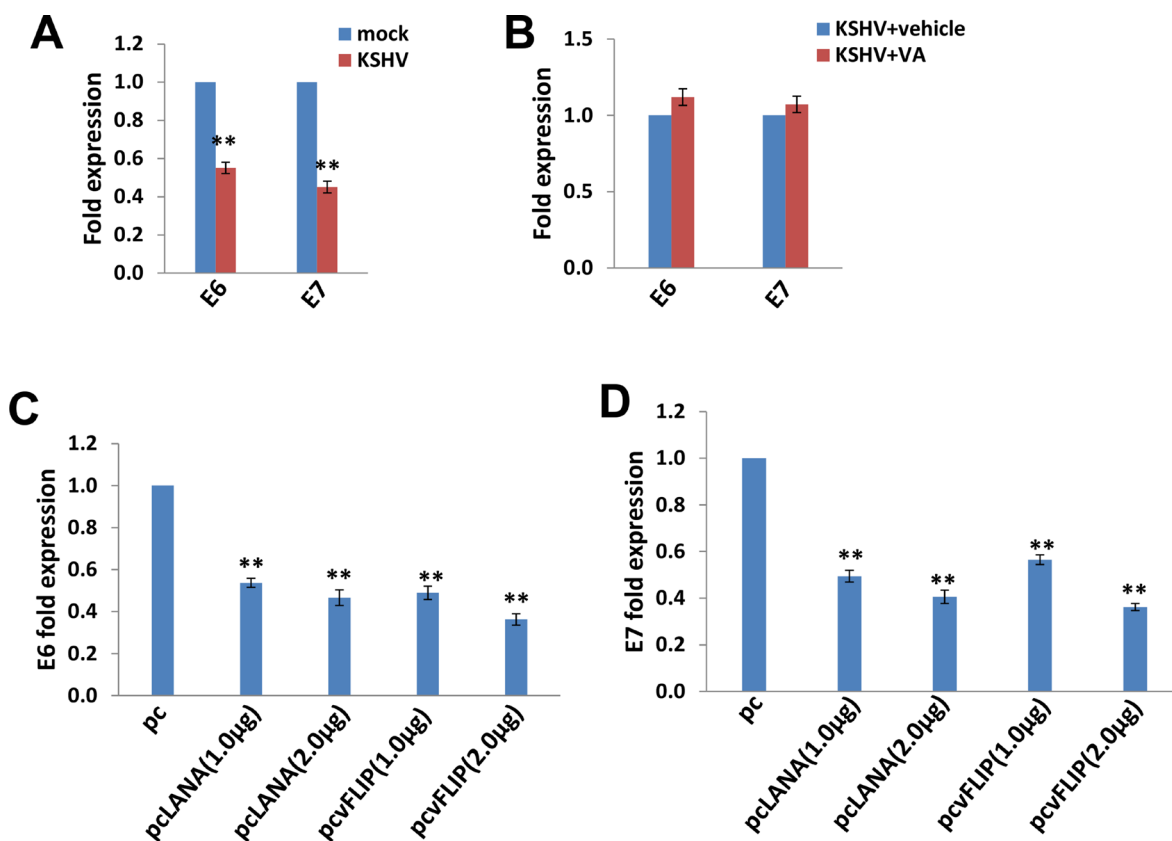 A
mock
KSHV
Fold expression
1.2
1.0
0.8
0.6
0.4
0.2
0.0
**
**
E6
E7
B
KSHV+vehicle
KSHV+VA
Fold expression
1.5
1.0
0.5
0.0
E6
E7
C
E6 fold expression
1.2
1.0
0.8
0.6
0.4
0.2
0.0
**
**
**
**
pc
pcLANA(1.0μg)
pcLANA(2.0μg)
pcvFLIP(1.0μg)
pcvFLIP(2.0μg)
D
E7 fold expression
1.2
1.0
0.8
0.6
0.4
0.2
0.0
**
**
**
**
pc
pcLANA(1.0μg)
pcLANA(2.0μg)
pcvFLIP(1.0μg)
pcvFLIP(2.0μg)